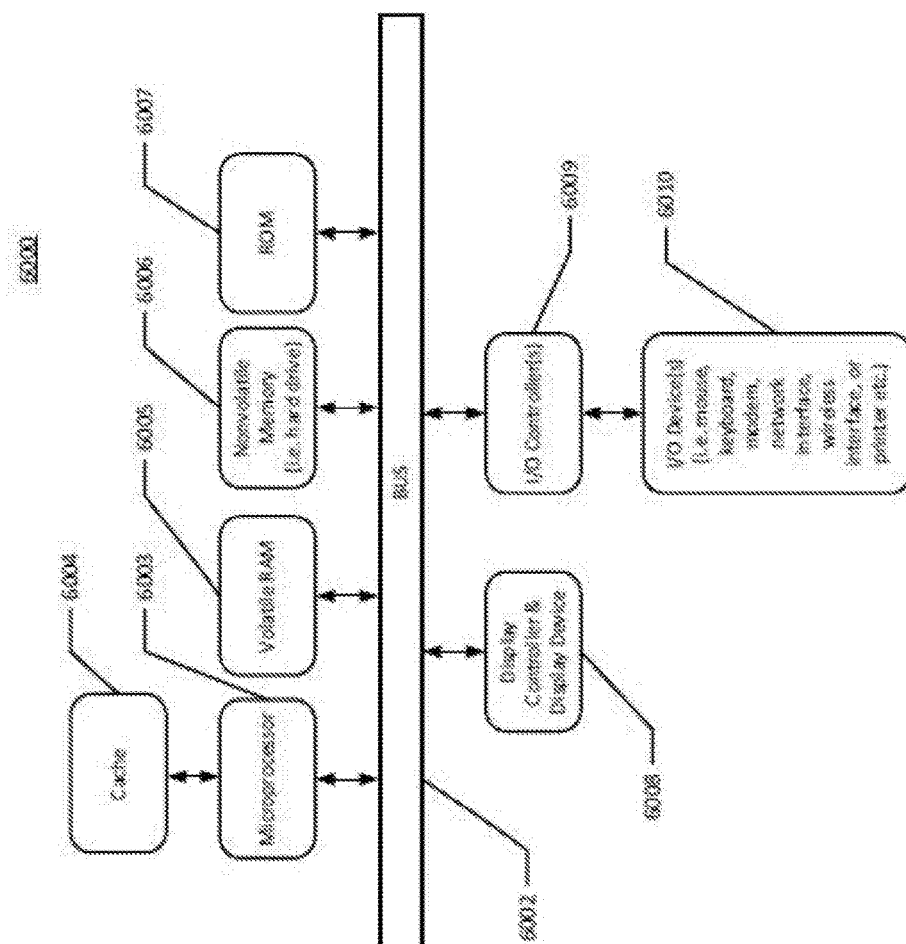 6000
Cache
6004
Microprocessor
6003
Volatile RAM
6005
Nonvolatile
Memory
(i.e. hard drive)
6006
ROM
6007
BUS
6002
Display
Controller &
Display Device
6008
I/O Controller(s)
6009
I/O Device(s)
(i.e. mouse,
keyboard,
modem,
network
interface,
wireless
interface, or
printer etc.)
6010